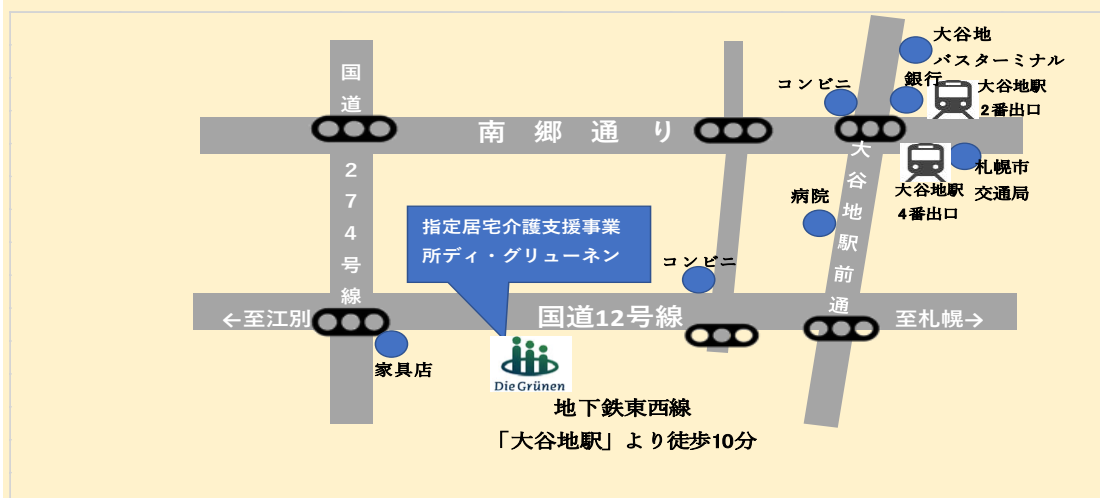 大谷地
バスターミナル
コンビニ
銀行
大谷地駅
2番出口
国道274号線
南郷通り
大谷地駅前通
札幌市
交通局
大谷地駅
4番出口
病院
指定居宅介護支援事業
所ディ・グリューネン
コンビニ
←至江別
国道12号線
至札幌→
家具店
Die Grünen
地下鉄東西線
「大谷地駅」より徒歩10分